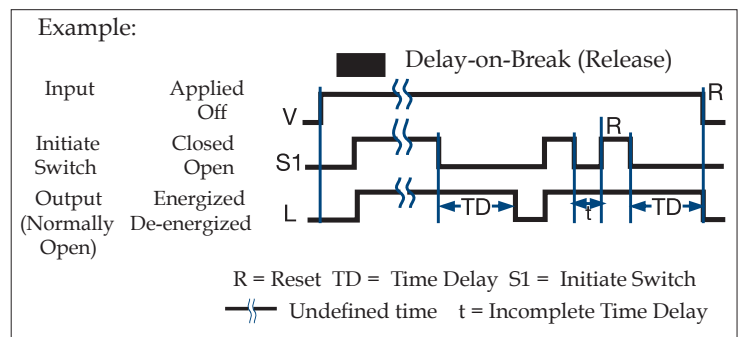 Example:
Delay-on-Break (Release)
Input Applied
Off
V
R
Initiate Closed
Switch Open
S1
R
Output Energized
(Normally De-energized
Open)
L
TD
t
TD
R = Reset TD = Time Delay S1 = Initiate Switch
Undefined time t = Incomplete Time Delay